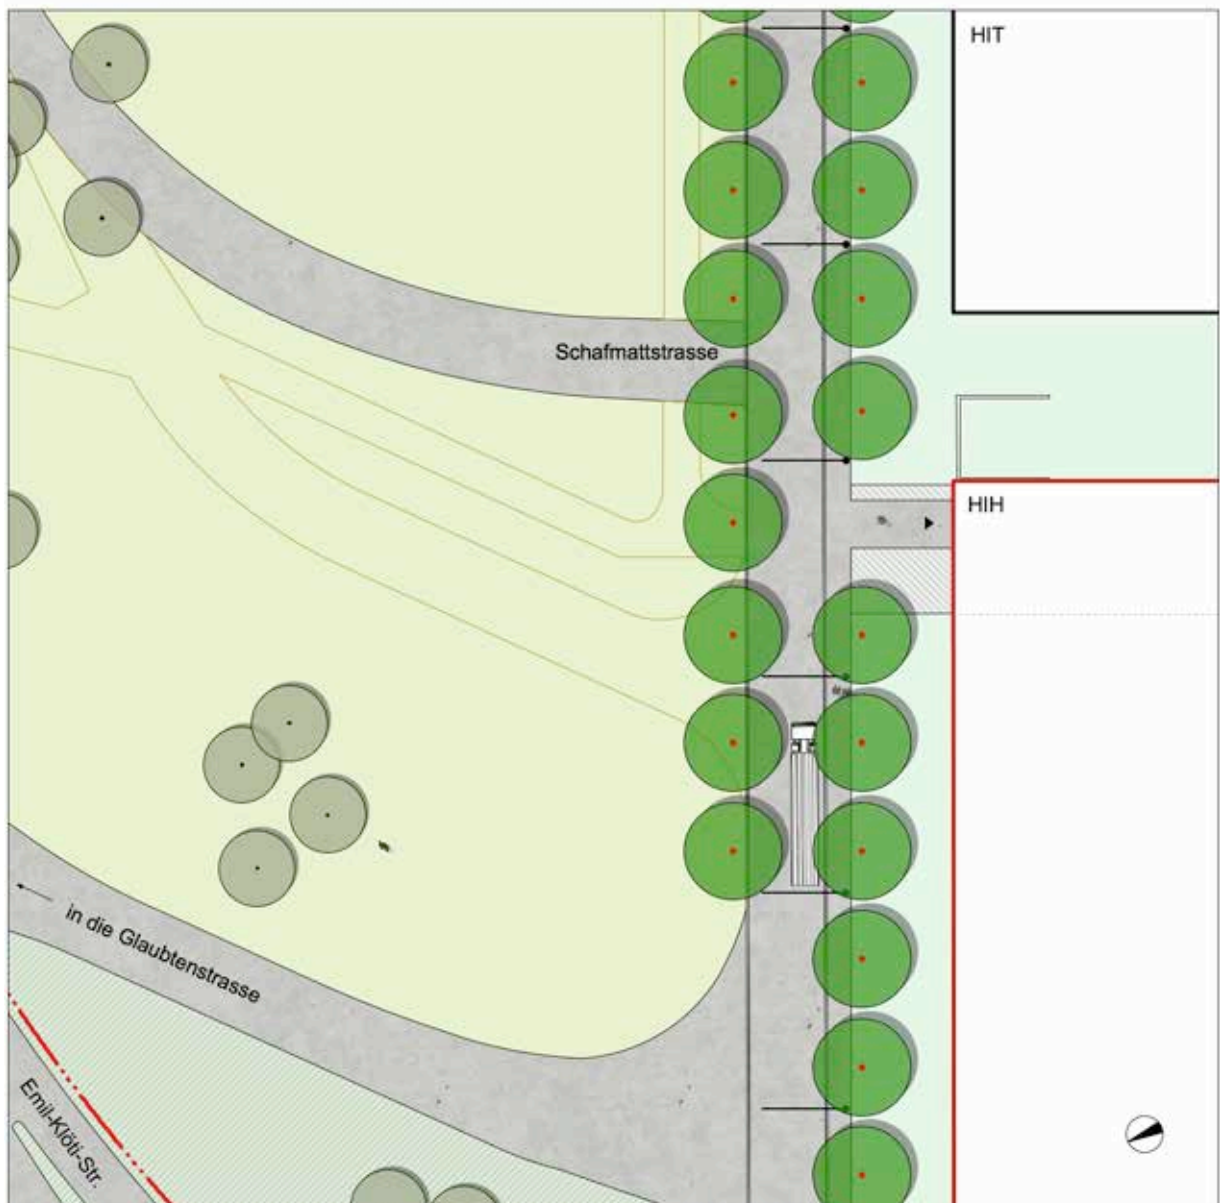 HIT
Schafmattstrasse
HIH
in die Glaubtenstrasse
Emil-Klöti-Str.